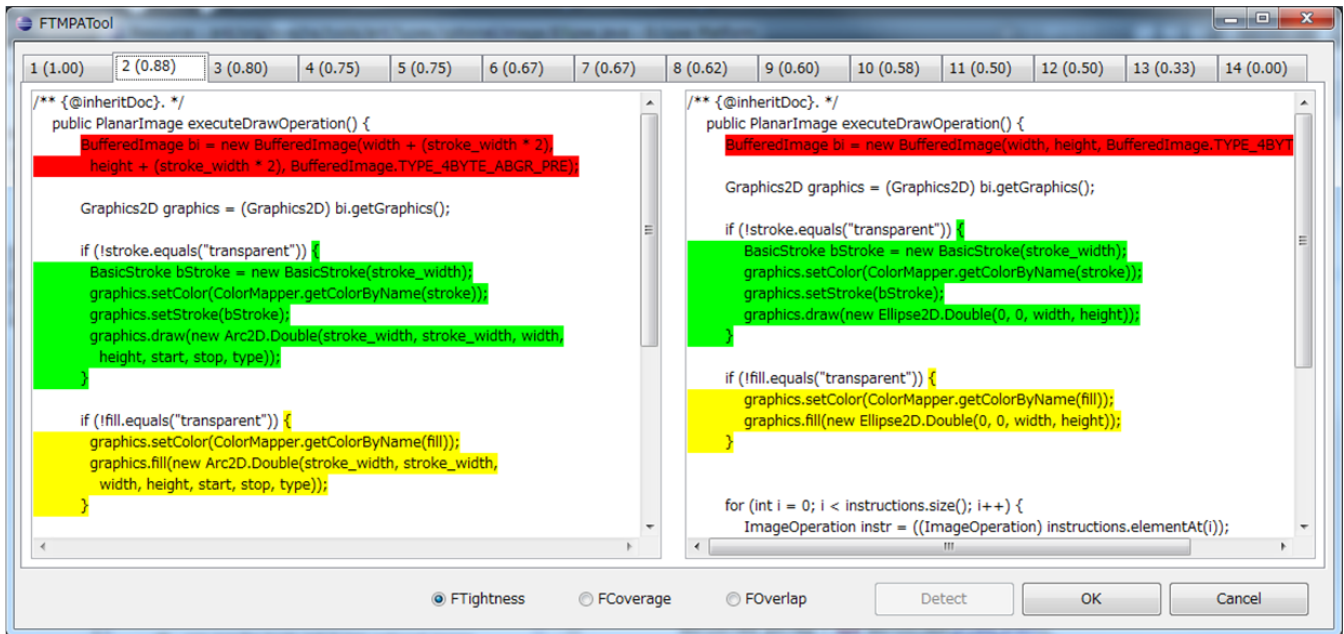 FTMPATool
1 (1.00) 2 (0.88) 3 (0.80) 4 (0.75) 5 (0.75) 6 (0.67) 7 (0.67) 8 (0.62) 9 (0.60) 10 (0.58) 11 (0.50) 12 (0.50) 13 (0.33) 14 (0.00)
/** {@inheritDoc}. */
public PlanarImage executeDrawOperation() {
BufferedImage bi = new BufferedImage(width + (stroke_width * 2),
height + (stroke_width * 2), BufferedImage.TYPE_4BYTE_ABGR_PRE);
Graphics2D graphics = (Graphics2D) bi.getGraphics();
if (!stroke.equals("transparent")) {
BasicStroke bStroke = new BasicStroke(stroke_width);
graphics.setColor(ColorMapper.getColorByName(stroke));
graphics.setStroke(bStroke);
graphics.draw(new Arc2D.Double(stroke_width, stroke_width, width,
height, start, stop, type));
}
if (!fill.equals("transparent")) {
graphics.setColor(ColorMapper.getColorByName(fill));
graphics.fill(new Arc2D.Double(stroke_width, stroke_width,
width, height, start, stop, type));
}
/** {@inheritDoc}. */
public PlanarImage executeDrawOperation() {
BufferedImage bi = new BufferedImage(width, height, BufferedImage.TYPE_4BYT
Graphics2D graphics = (Graphics2D) bi.getGraphics();
if (!stroke.equals("transparent")) {
BasicStroke bStroke = new BasicStroke(stroke_width);
graphics.setColor(ColorMapper.getColorByName(stroke));
graphics.setStroke(bStroke);
graphics.draw(new Ellipse2D.Double(0, 0, width, height));
}
if (!fill.equals("transparent")) {
graphics.setColor(ColorMapper.getColorByName(fill));
graphics.fill(new Ellipse2D.Double(0, 0, width, height));
}
for (int i = 0; i < instructions.size(); i++) {
ImageOperation instr = ((ImageOperation) instructions.elementAt(i));
FTightness FCoverage FOverlap Detect OK Cancel